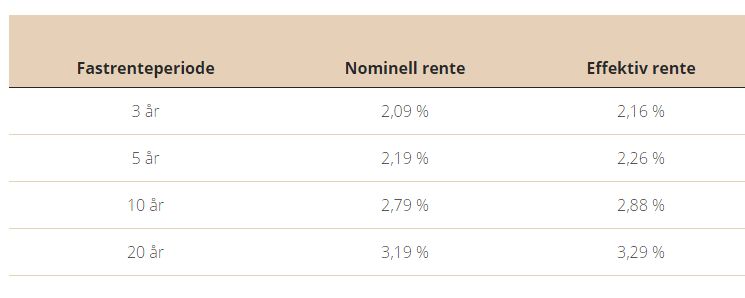 Fastrenteperiode Nominell rente Effektiv rente
3 år 2,09 % 2,16 %
5 år 2,19 % 2,26 %
10 år 2,79 % 2,88 %
20 år 3,19 % 3,29 %